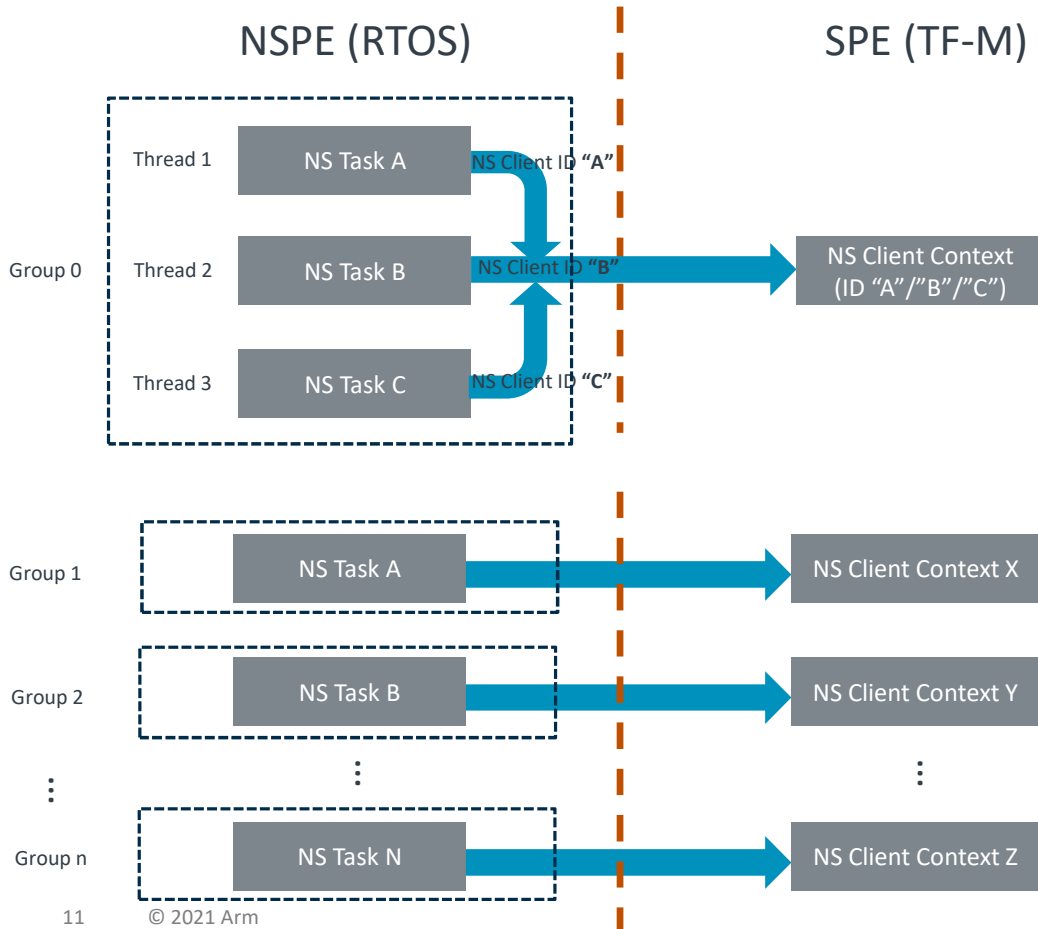 NSPE (RTOS)
SPE (TF-M)
Thread 1
NS Task A
NS Client ID “A”
Group 0
Thread 2
NS Task B
NS Client ID “B”
NS Client Context
(ID “A”/”B”/”C”)
Thread 3
NS Task C
NS Client ID “C”
Group 1
NS Task A
NS Client Context X
Group 2
NS Task B
NS Client Context Y
...
...
...
Group n
NS Task N
NS Client Context Z
11
© 2021 Arm